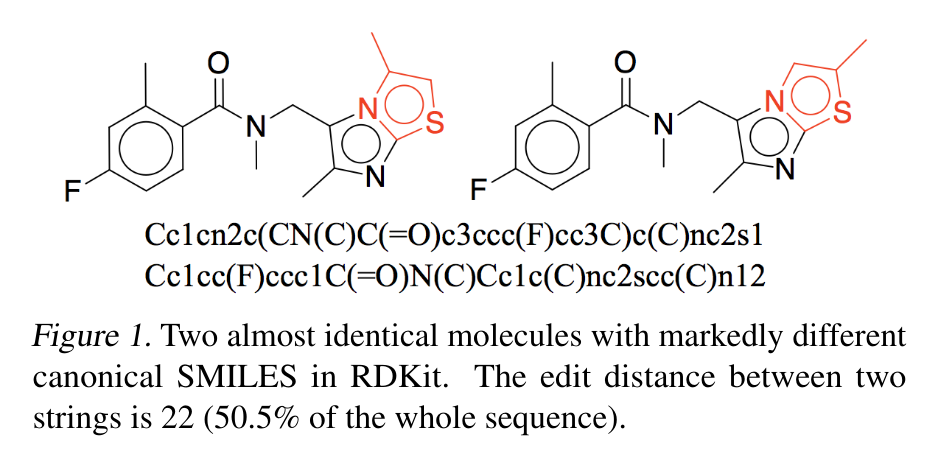 O O
N N
N S N S
F N F N
Cc1cn2c(CN(C)C(=O)c3ccc(F)cc3C)c(C)nc2s1
Cc1cc(F)ccc1C(=O)N(C)Cc1c(C)nc2scc(C)n12
Figure 1. Two almost identical molecules with markedly different
canonical SMILES in RDKit. The edit distance between two
strings is 22 (50.5% of the whole sequence).